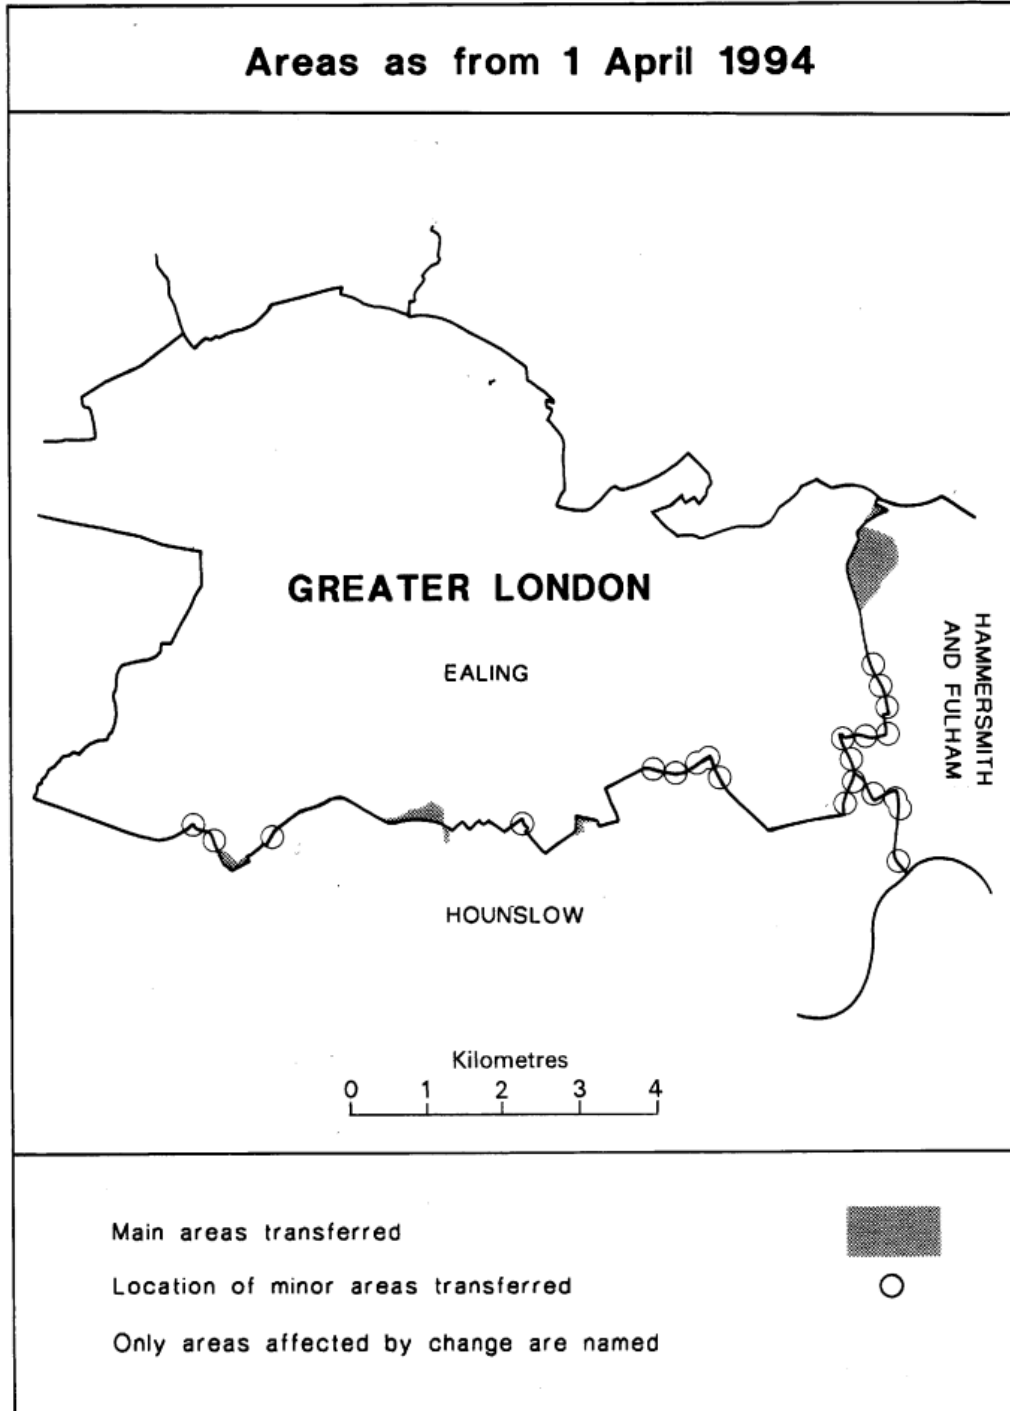 Areas as from 1 April 1994
GREATER LONDON
EALING
HAMMERSMITH
AND FULHAM
HOUNSLOW
Kilometres
0 1 2 3 4
Main areas transferred
Location of minor areas transferred
Only areas affected by change are named